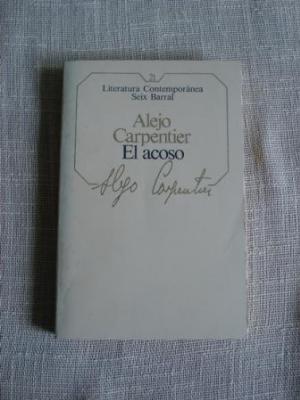 21
Literatura Contemporánea
Seix Barral
Alejo
Carpentier
El acoso
Alejo Carpentier